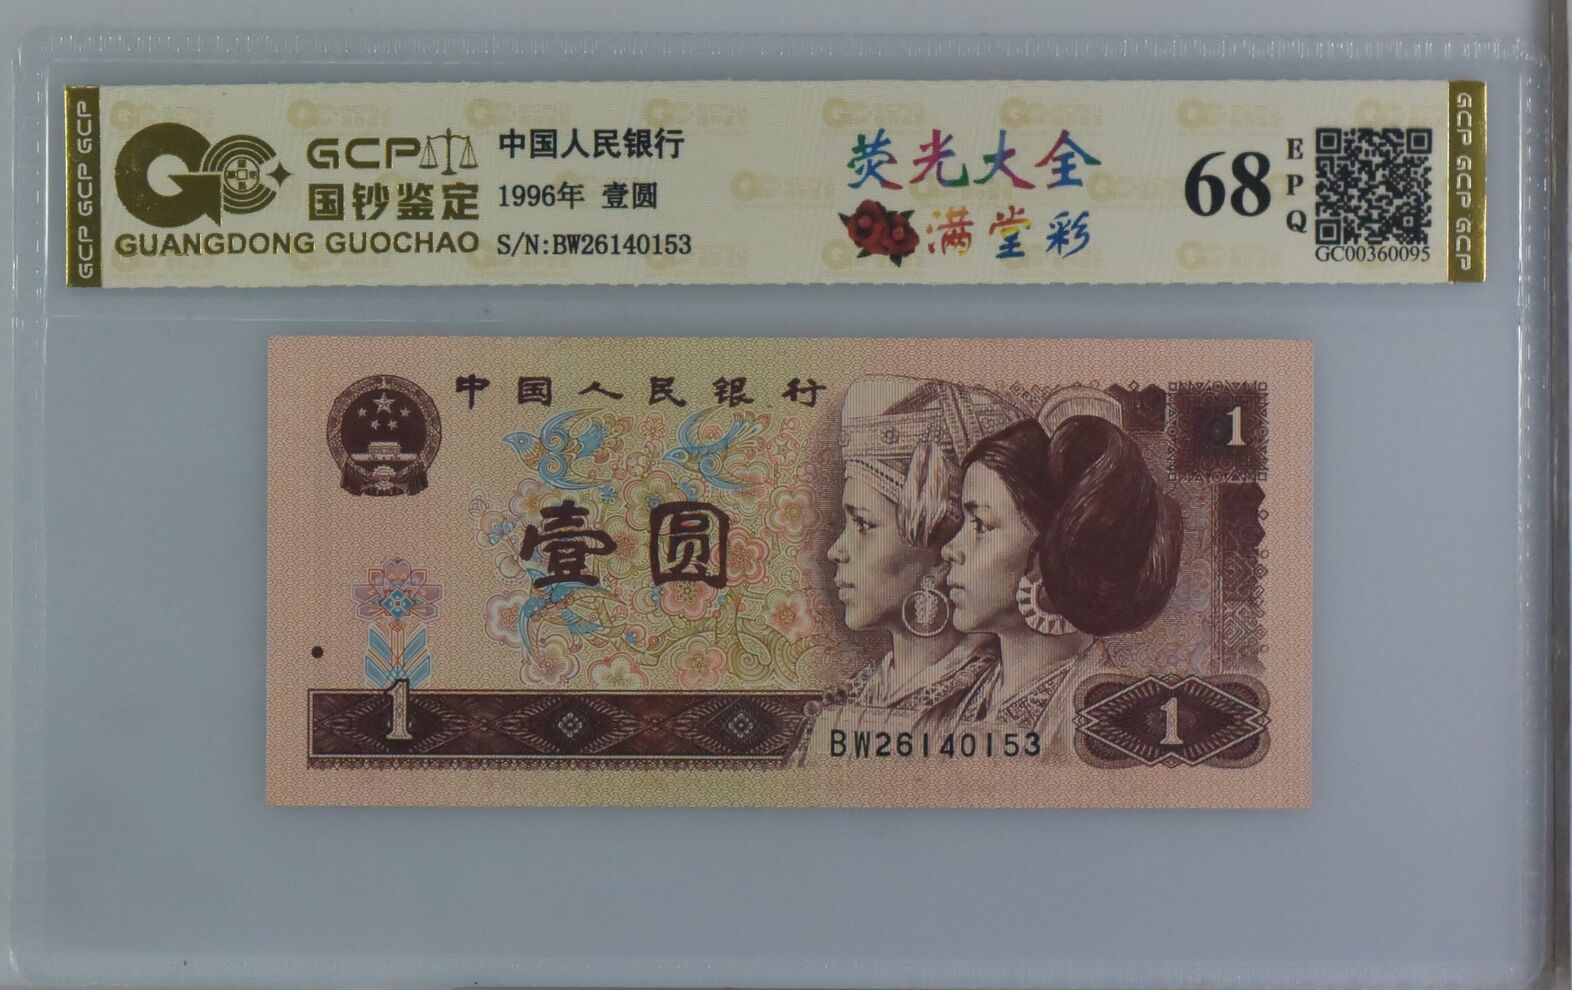 GCP GCP GCP
GCP
国钞鉴定
GUANGDONG GUOCHAO
中国人民银行
1996年 壹圆
S/N:BW26140153
荧光大全
满堂彩
68
EPQ
GC00360095
GCP GCP GCP
中国人民银行
1
壹圆
1
BW26140153
1